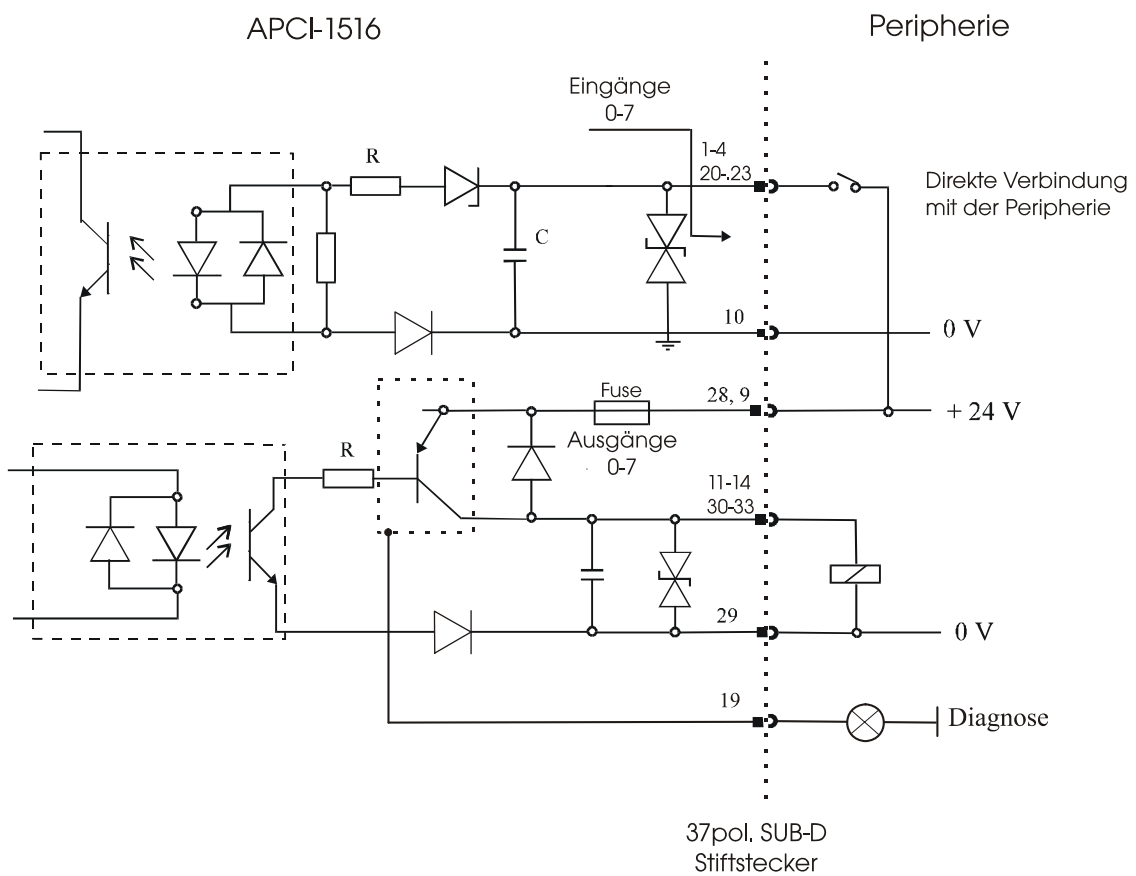 APCI-1516
Peripherie
Eingänge
0-7
1-4
20-.23
R
C
Direkte Verbindung
mit der Peripherie
10
0 V
Fuse
28, 9
+ 24 V
Ausgänge
0-7
R
11-14
30-33
29
0 V
19
Diagnose
37pol. SUB-D
Stiftstecker